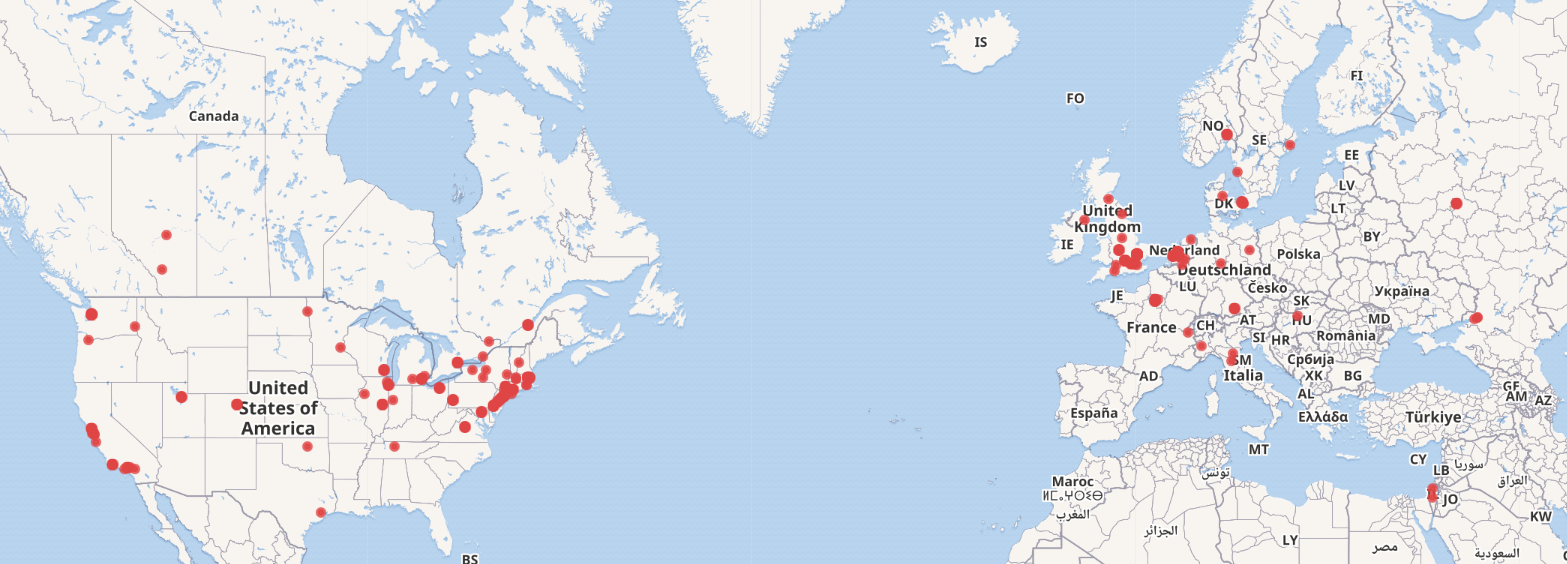 IS
FI
FO
Canada
NO
SE
EE
LV
LT
DK
United
Kingdom
IE
BY
Nederland
Polska
Deutschland
LU
Česko
Україна
JE
SK
HU
MD
France
CH
AT
SI
HR
România
SM
Italia
Србија
AD
XK
BG
AL
GE
AM
AZ
United
States of
America
España
Ελλάδα
Türkiye
MT
CY
LB
سوريا
العراق
تونس
Maroc
ⵍⵎⵖⵔⵉⴱ
المغرب
JO
KW
الجزائر
LY
مصر
السعودية
BS